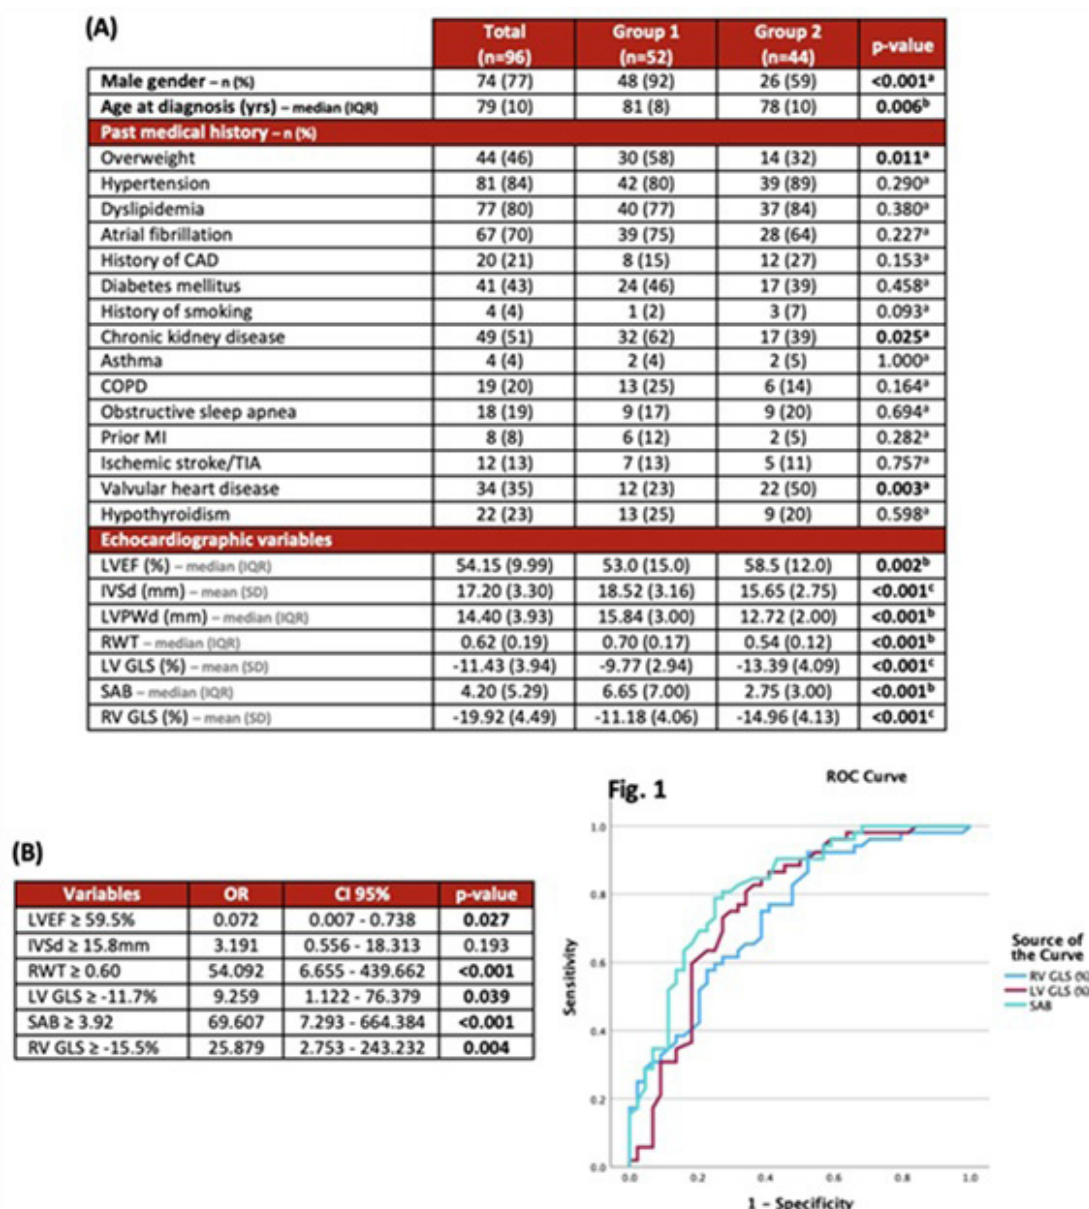 (A)
Total (n=96) Group 1 (n=52) Group 2 (n=44) p-value
Male gender – n (%) 74 (77) 48 (92) 26 (59) <0.001ᵃ
Age at diagnosis (yrs) – median (IQR) 79 (10) 81 (8) 78 (10) 0.006ᵇ
Past medical history – n (%)
Overweight 44 (46) 30 (58) 14 (32) 0.011ᵃ
Hypertension 81 (84) 42 (80) 39 (89) 0.290ᵃ
Dyslipidemia 77 (80) 40 (77) 37 (84) 0.380ᵃ
Atrial fibrillation 67 (70) 39 (75) 28 (64) 0.227ᵃ
History of CAD 20 (21) 8 (15) 12 (27) 0.153ᵃ
Diabetes mellitus 41 (43) 24 (46) 17 (39) 0.458ᵃ
History of smoking 4 (4) 1 (2) 3 (7) 0.093ᵃ
Chronic kidney disease 49 (51) 32 (62) 17 (39) 0.025ᵃ
Asthma 4 (4) 2 (4) 2 (5) 1.000ᵃ
COPD 19 (20) 13 (25) 6 (14) 0.164ᵃ
Obstructive sleep apnea 18 (19) 9 (17) 9 (20) 0.694ᵃ
Prior MI 8 (8) 6 (12) 2 (5) 0.282ᵃ
Ischemic stroke/TIA 12 (13) 7 (13) 5 (11) 0.757ᵃ
Valvular heart disease 34 (35) 12 (23) 22 (50) 0.003ᵃ
Hypothyroidism 22 (23) 13 (25) 9 (20) 0.598ᵃ
Echocardiographic variables
LVEF (%) – median (IQR) 54.15 (9.99) 53.0 (15.0) 58.5 (12.0) 0.002ᵇ
IVSd (mm) – mean (SD) 17.20 (3.30) 18.52 (3.16) 15.65 (2.75) <0.001ᶜ
LVPWd (mm) – median (IQR) 14.40 (3.93) 15.84 (3.00) 12.72 (2.00) <0.001ᵇ
RWT – median (IQR) 0.62 (0.19) 0.70 (0.17) 0.54 (0.12) <0.001ᵇ
LV GLS (%) – mean (SD) -11.43 (3.94) -9.77 (2.94) -13.39 (4.09) <0.001ᶜ
SAB – median (IQR) 4.20 (5.29) 6.65 (7.00) 2.75 (3.00) <0.001ᵇ
RV GLS (%) – mean (SD) -19.92 (4.49) -11.18 (4.06) -14.96 (4.13) <0.001ᶜ
(B)
Variables OR CI 95% p-value
LVEF ≥ 59.5% 0.072 0.007 - 0.738 0.027
IVSd ≥ 15.8mm 3.191 0.556 - 18.313 0.193
RWT ≥ 0.60 54.092 6.655 - 439.662 <0.001
LV GLS ≥ -11.7% 9.259 1.122 - 76.379 0.039
SAB ≥ 3.92 69.607 7.293 - 664.384 <0.001
RV GLS ≥ -15.5% 25.879 2.753 - 243.232 0.004
Fig. 1
ROC Curve
Sensitivity
1.0
0.8
0.6
0.4
0.2
0.0
0.0 0.2 0.4 0.6 0.8 1.0
1 – Specificity
Source of
the Curve
RV GLS (%
LV GLS (%
SAB